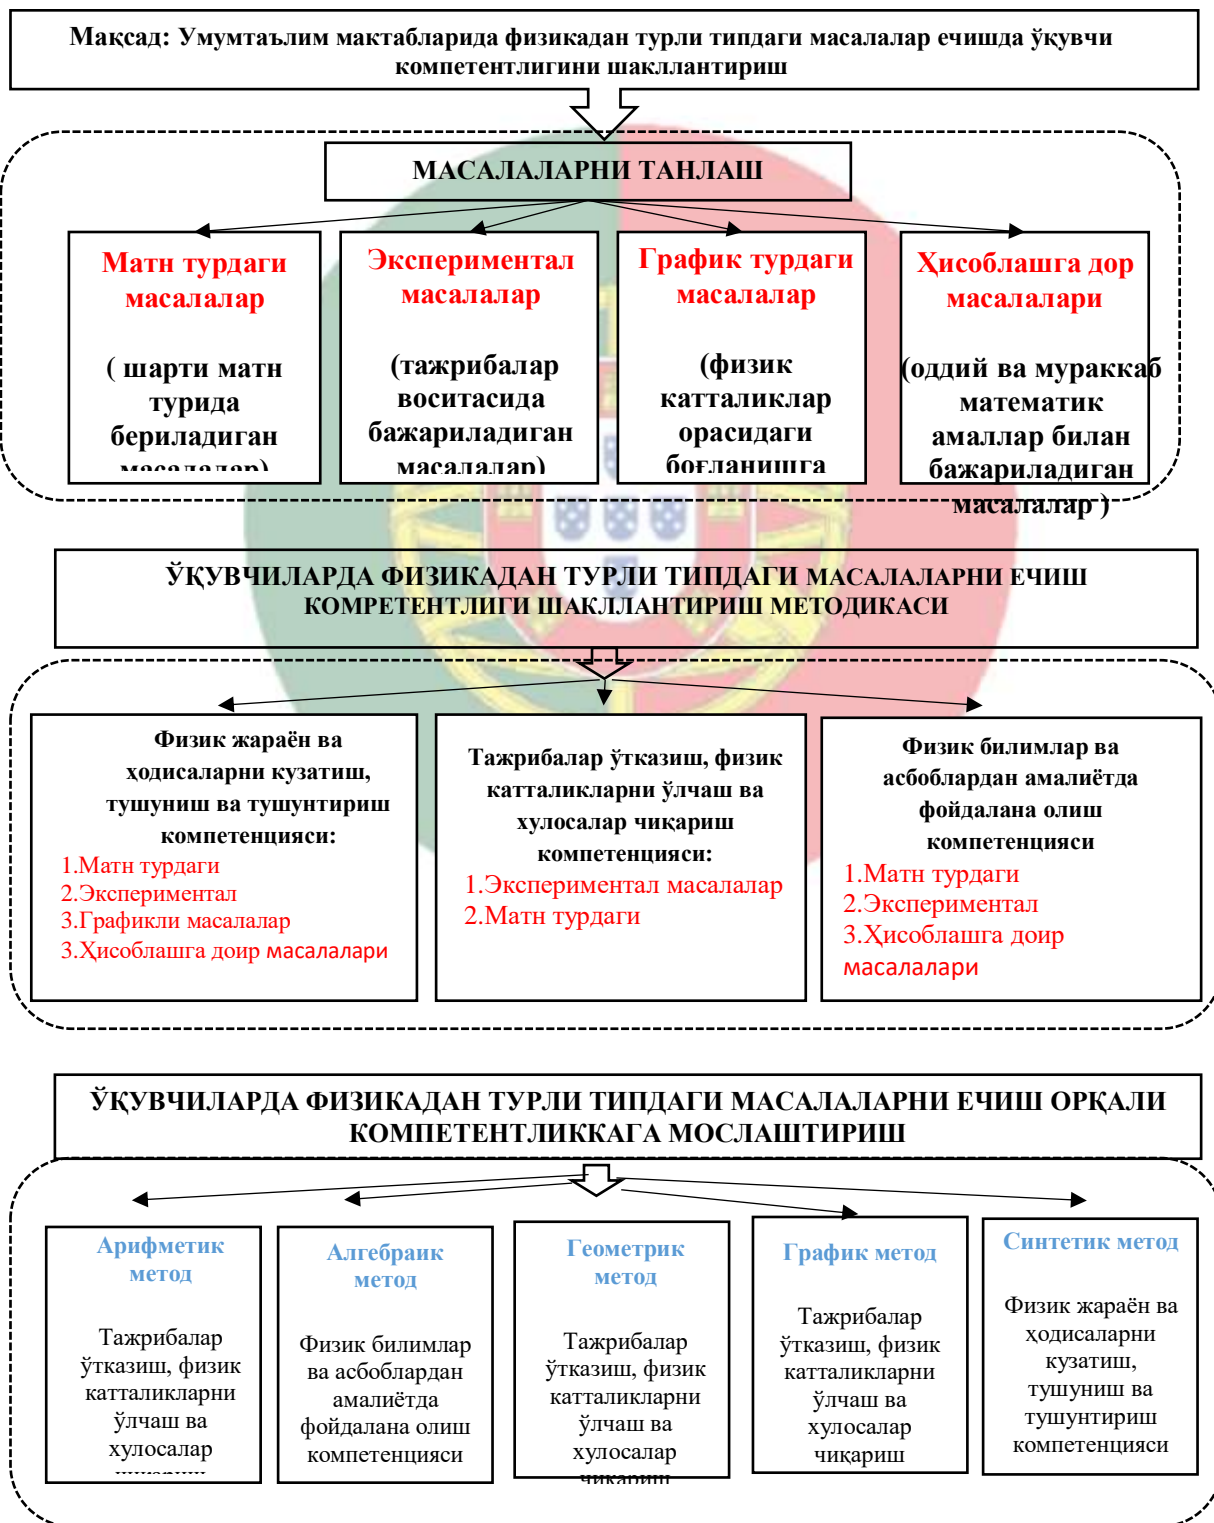 Мақсад: Умумтаълим мактабларида физикадан турли типдаги масалалар ечишда ўқувчи
компетентлигини шакллантириш
МАСАЛАЛАРНИ ТАНЛАШ
Матн турдаги
масалалар
( шарти матн
турида
бериладиган
масалалар)
Экспериментал
масалалар
(тажрибалар
воситасида
бажариладиган
масалалар)
График турдаги
масалалар
(физик
катталиклар
орасидаги
боғланишга
Ҳисоблашга дор
масалалари
(оддий ва мураккаб
математик
амаллар билан
бажариладиган
масалалар )
ЎҚУВЧИЛАРДА ФИЗИКАДАН ТУРЛИ ТИПДАГИ МАСАЛАЛАРНИ ЕЧИШ
КОМРЕТЕНТЛИГИ ШАКЛЛАНТИРИШ МЕТОДИКАСИ
Физик жараён ва
ҳодисаларни кузатиш,
тушуниш ва тушунтириш
компетенцияси:
1.Матн турдаги
2.Экспериментал
3.Графикли масалалар
3.Ҳисоблашга доир масалалари
Тажрибалар ўтказиш, физик
катталикларни ўлчаш ва
хулосалар чиқариш
компетенцияси:
1.Экспериментал масалалар
2.Матн турдаги
Физик билимлар ва
асбоблардан амалиётда
фойдалана олиш
компетенцияси
1.Матн турдаги
2.Экспериментал
3.Ҳисоблашга доир
масалалари
ЎҚУВЧИЛАРДА ФИЗИКАДАН ТУРЛИ ТИПДАГИ МАСАЛАЛАРНИ ЕЧИШ ОРҚАЛИ
КОМПЕТЕНТЛИККАГА МОСЛАШТИРИШ
Арифметик
метод
Тажрибалар
ўтказиш, физик
катталикларни
ўлчаш ва
хулосалар
чиқариш
Алгебраик
метод
Физик билимлар
ва асбоблардан
амалиётда
фойдалана олиш
компетенцияси
Геометрик
метод
Тажрибалар
ўтказиш, физик
катталикларни
ўлчаш ва
хулосалар
чиқариш
График метод
Тажрибалар
ўтказиш, физик
катталикларни
ўлчаш ва
хулосалар
чиқариш
Синтетик метод
Физик жараён ва
ҳодисаларни
кузатиш,
тушуниш ва
тушунтириш
компетенцияси